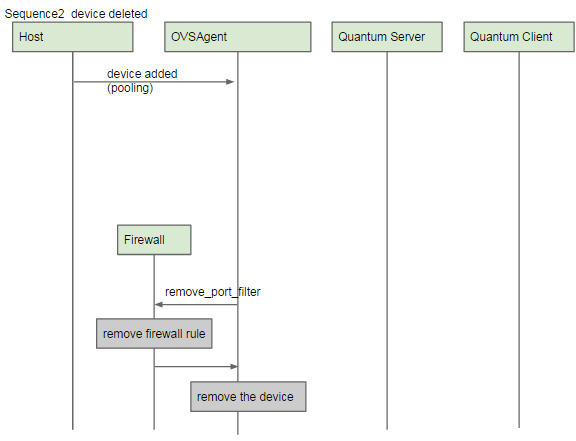 Sequence2  device deleted
Host
OVSAgent
Quantum Server
Quantum Client
device added
(pooling)
Firewall
remove_port_filter
remove firewall rule
remove the device